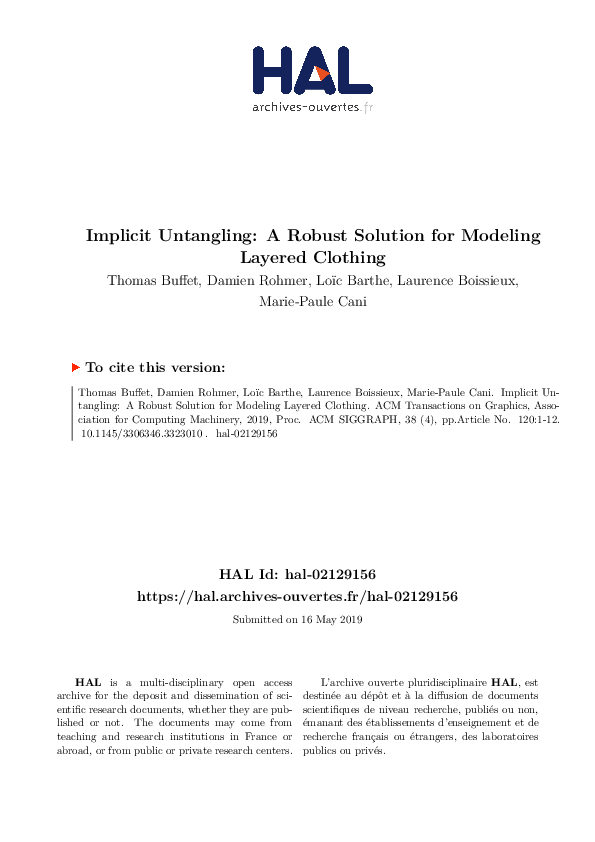 HAL
archives-ouvertes.fr
Implicit Untangling: A Robust Solution for Modeling
Layered Clothing
Thomas Buffet, Damien Rohmer, Loïc Barthe, Laurence Boissieux,
Marie-Paule Cani
To cite this version:
Thomas Buffet, Damien Rohmer, Loïc Barthe, Laurence Boissieux, Marie-Paule Cani. Implicit Un-
tangling: A Robust Solution for Modeling Layered Clothing. ACM Transactions on Graphics, Asso-
ciation for Computing Machinery, 2019, Proc. ACM SIGGRAPH, 38 (4), pp.Article No. 120:1-12.
10.1145/3306346.3323010 . hal-02129156
HAL Id: hal-02129156
https://hal.archives-ouvertes.fr/hal-02129156
Submitted on 16 May 2019
HAL is a multi-disciplinary open access
archive for the deposit and dissemination of sci-
entific research documents, whether they are pub-
lished or not. The documents may come from
teaching and research institutions in France or
abroad, or from public or private research centers.
L'archive ouverte pluridisciplinaire HAL, est
destinée au dépôt et à la diffusion de documents
scientifiques de niveau recherche, publiés ou non,
émanant des établissements d'enseignement et de
recherche français ou étrangers, des laboratoires
publics ou privés.